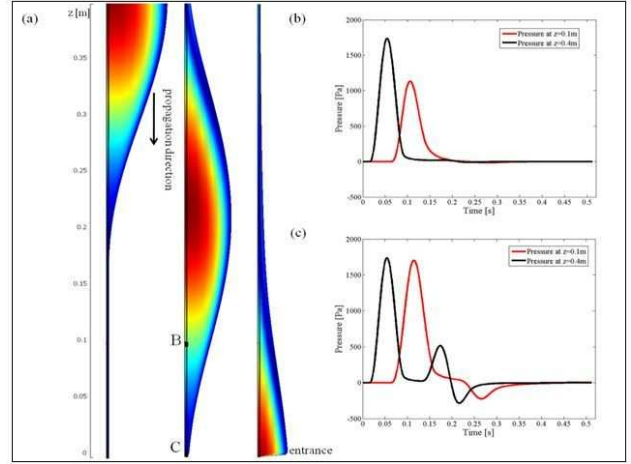 (a)
z [m]
0.35
0.3
0.25
0.2
0.15
0.1
0.05
0
propagation direction
B
C
entrance
(b)
Pressure at z=0.1m
Pressure at z=0.4m
Pressure [Pa]
2000
1500
1000
500
0
-500
0 0.05 0.1 0.15 0.2 0.25 0.3 0.35 0.4 0.45 0.5
Time [s]
(c)
Pressure at z=0.1m
Pressure at z=0.4m
Pressure [Pa]
2000
1500
1000
500
0
-500
0 0.05 0.1 0.15 0.2 0.25 0.3 0.35 0.4 0.45 0.5
Time [s]